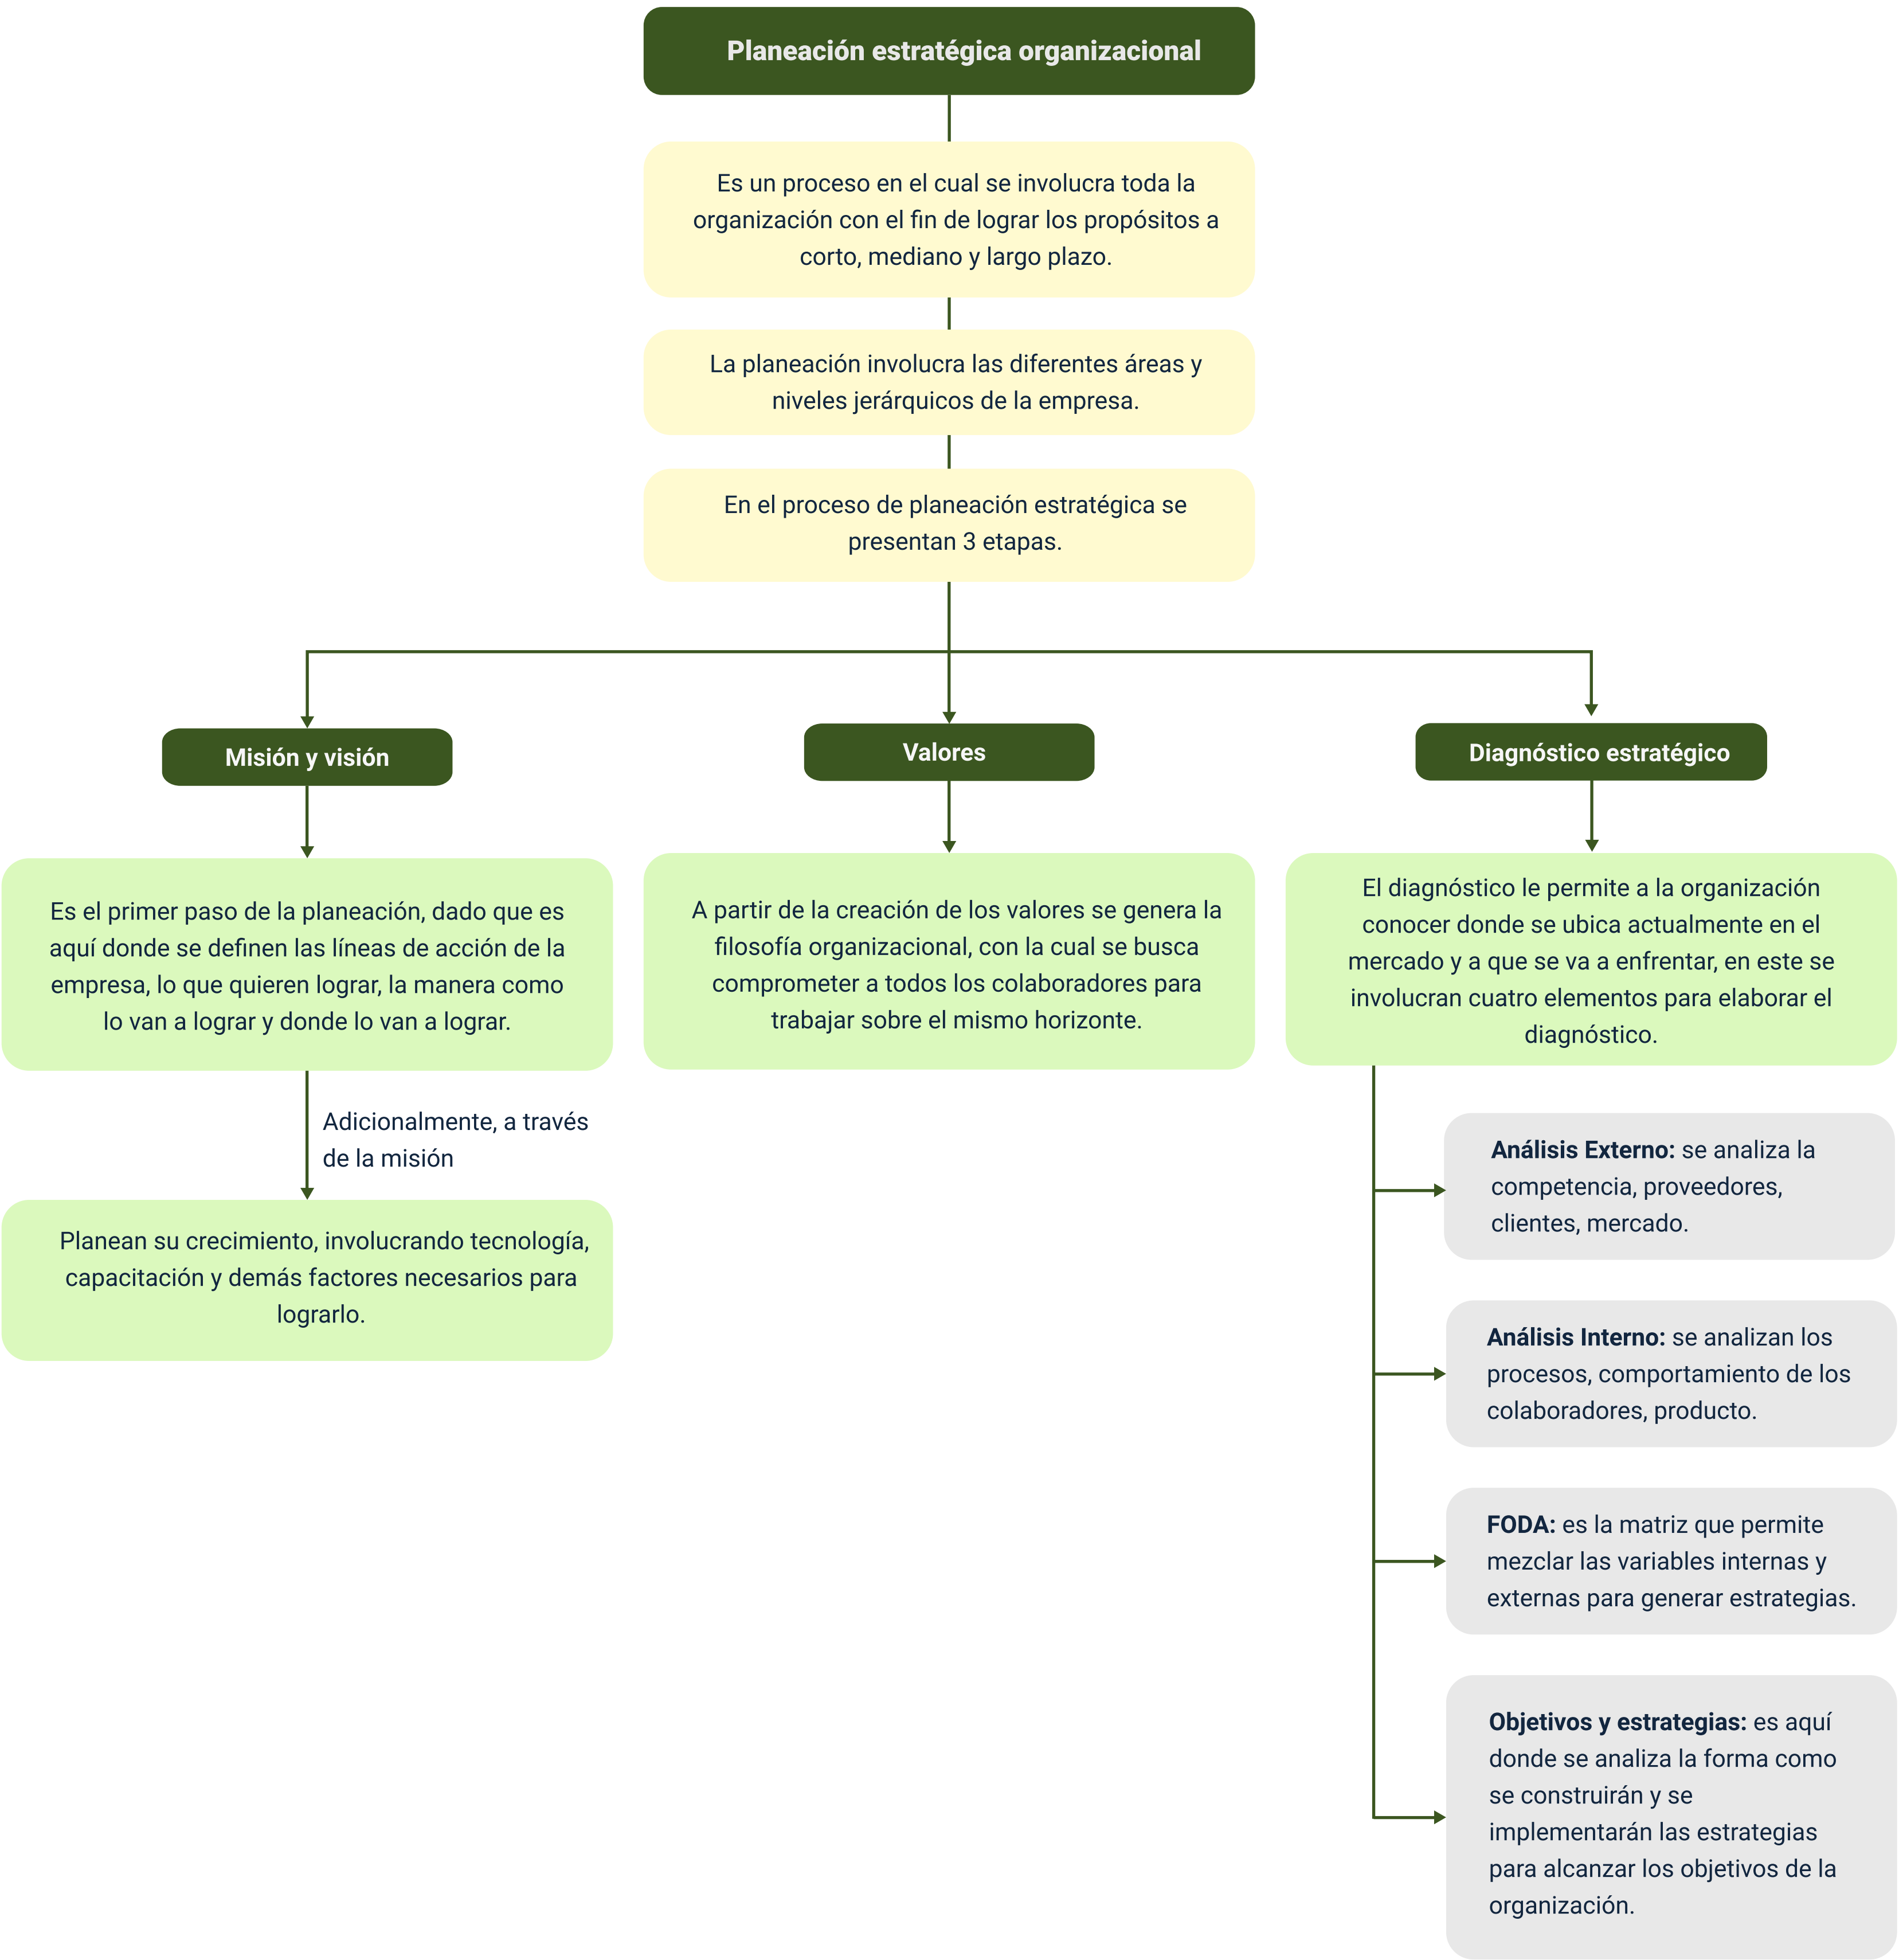 Planeación estratégica organizacional
Es un proceso en el cual se involucra toda la
organización con el fin de lograr los propósitos a
corto, mediano y largo plazo.
La planeación involucra las diferentes áreas y
niveles jerárquicos de la empresa.
En el proceso de planeación estratégica se
presentan 3 etapas.
Misión y visión
Es el primer paso de la planeación, dado que es
aquí donde se definen las líneas de acción de la
empresa, lo que quieren lograr, la manera como
lo van a lograr y donde lo van a lograr.
Adicionalmente, a través
de la misión
Planean su crecimiento, involucrando tecnología,
capacitación y demás factores necesarios para
lograrlo.
Valores
A partir de la creación de los valores se genera la
filosofía organizacional, con la cual se busca
comprometer a todos los colaboradores para
trabajar sobre el mismo horizonte.
Diagnóstico estratégico
El diagnóstico le permite a la organización
conocer donde se ubica actualmente en el
mercado y a que se va a enfrentar, en este se
involucran cuatro elementos para elaborar el
diagnóstico.
Análisis Externo: se analiza la
competencia, proveedores,
clientes, mercado.
Análisis Interno: se analizan los
procesos, comportamiento de los
colaboradores, producto.
FODA: es la matriz que permite
mezclar las variables internas y
externas para generar estrategias.
Objetivos y estrategias: es aquí
donde se analiza la forma como
se construirán y se
implementarán las estrategias
para alcanzar los objetivos de la
organización.